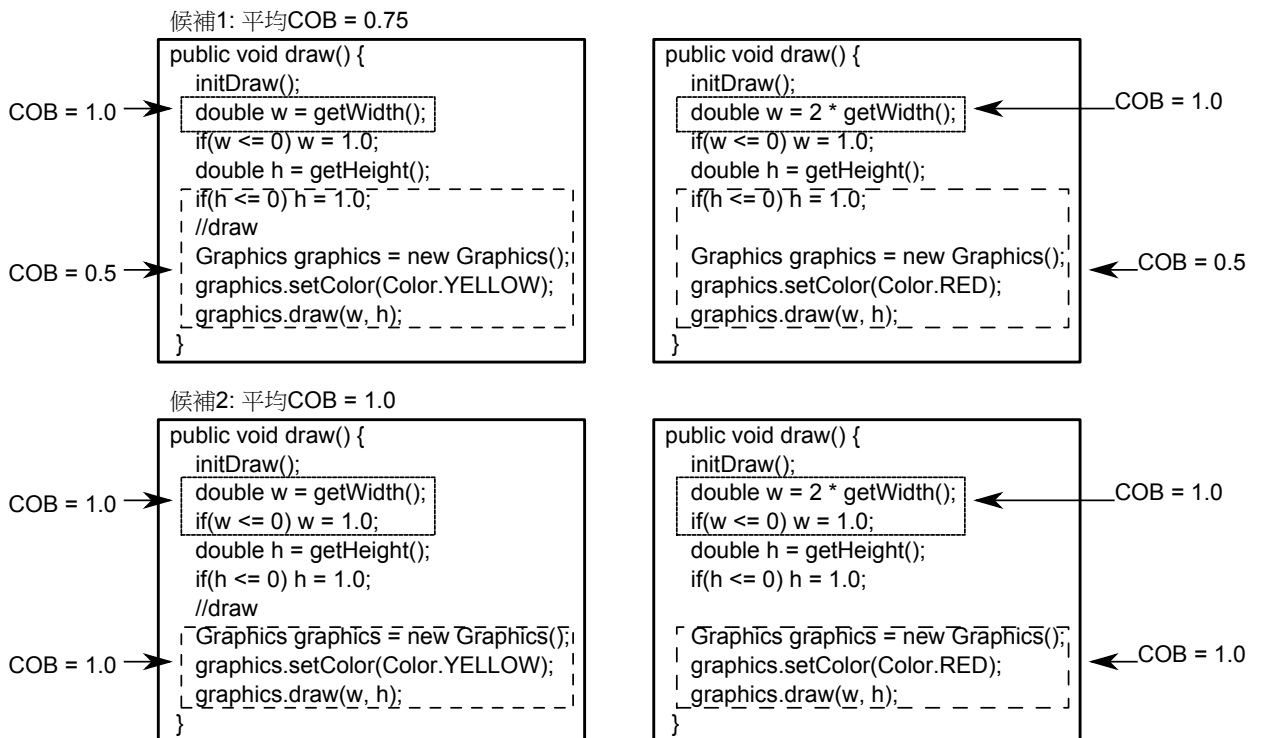 候補1: 平均COB = 0.75
public void draw() {
initDraw();
double w = getWidth();
if(w <= 0) w = 1.0;
double h = getHeight();
if(h <= 0) h = 1.0;
//draw
Graphics graphics = new Graphics();
graphics.setColor(Color.YELLOW);
graphics.draw(w, h);
}
COB = 1.0
COB = 0.5
public void draw() {
initDraw();
double w = 2 * getWidth();
if(w <= 0) w = 1.0;
double h = getHeight();
if(h <= 0) h = 1.0;
Graphics graphics = new Graphics();
graphics.setColor(Color.RED);
graphics.draw(w, h);
}
COB = 1.0
COB = 0.5
候補2: 平均COB = 1.0
public void draw() {
initDraw();
double w = getWidth();
if(w <= 0) w = 1.0;
double h = getHeight();
if(h <= 0) h = 1.0;
//draw
Graphics graphics = new Graphics();
graphics.setColor(Color.YELLOW);
graphics.draw(w, h);
}
COB = 1.0
COB = 1.0
public void draw() {
initDraw();
double w = 2 * getWidth();
if(w <= 0) w = 1.0;
double h = getHeight();
if(h <= 0) h = 1.0;
Graphics graphics = new Graphics();
graphics.setColor(Color.RED);
graphics.draw(w, h);
}
COB = 1.0
COB = 1.0